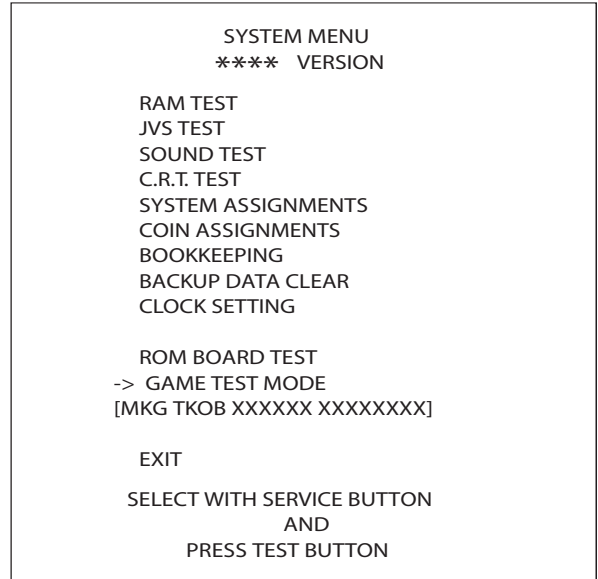 SYSTEM MENU
**** VERSION
RAM TEST
JVS TEST
SOUND TEST
C.R.T. TEST
SYSTEM ASSIGNMENTS
COIN ASSIGNMENTS
BOOKKEEPING
BACKUP DATA CLEAR
CLOCK SETTING
ROM BOARD TEST
-> GAME TEST MODE
[MKG TKOB XXXXXX XXXXXXXX]
EXIT
SELECT WITH SERVICE BUTTON
AND
PRESS TEST BUTTON